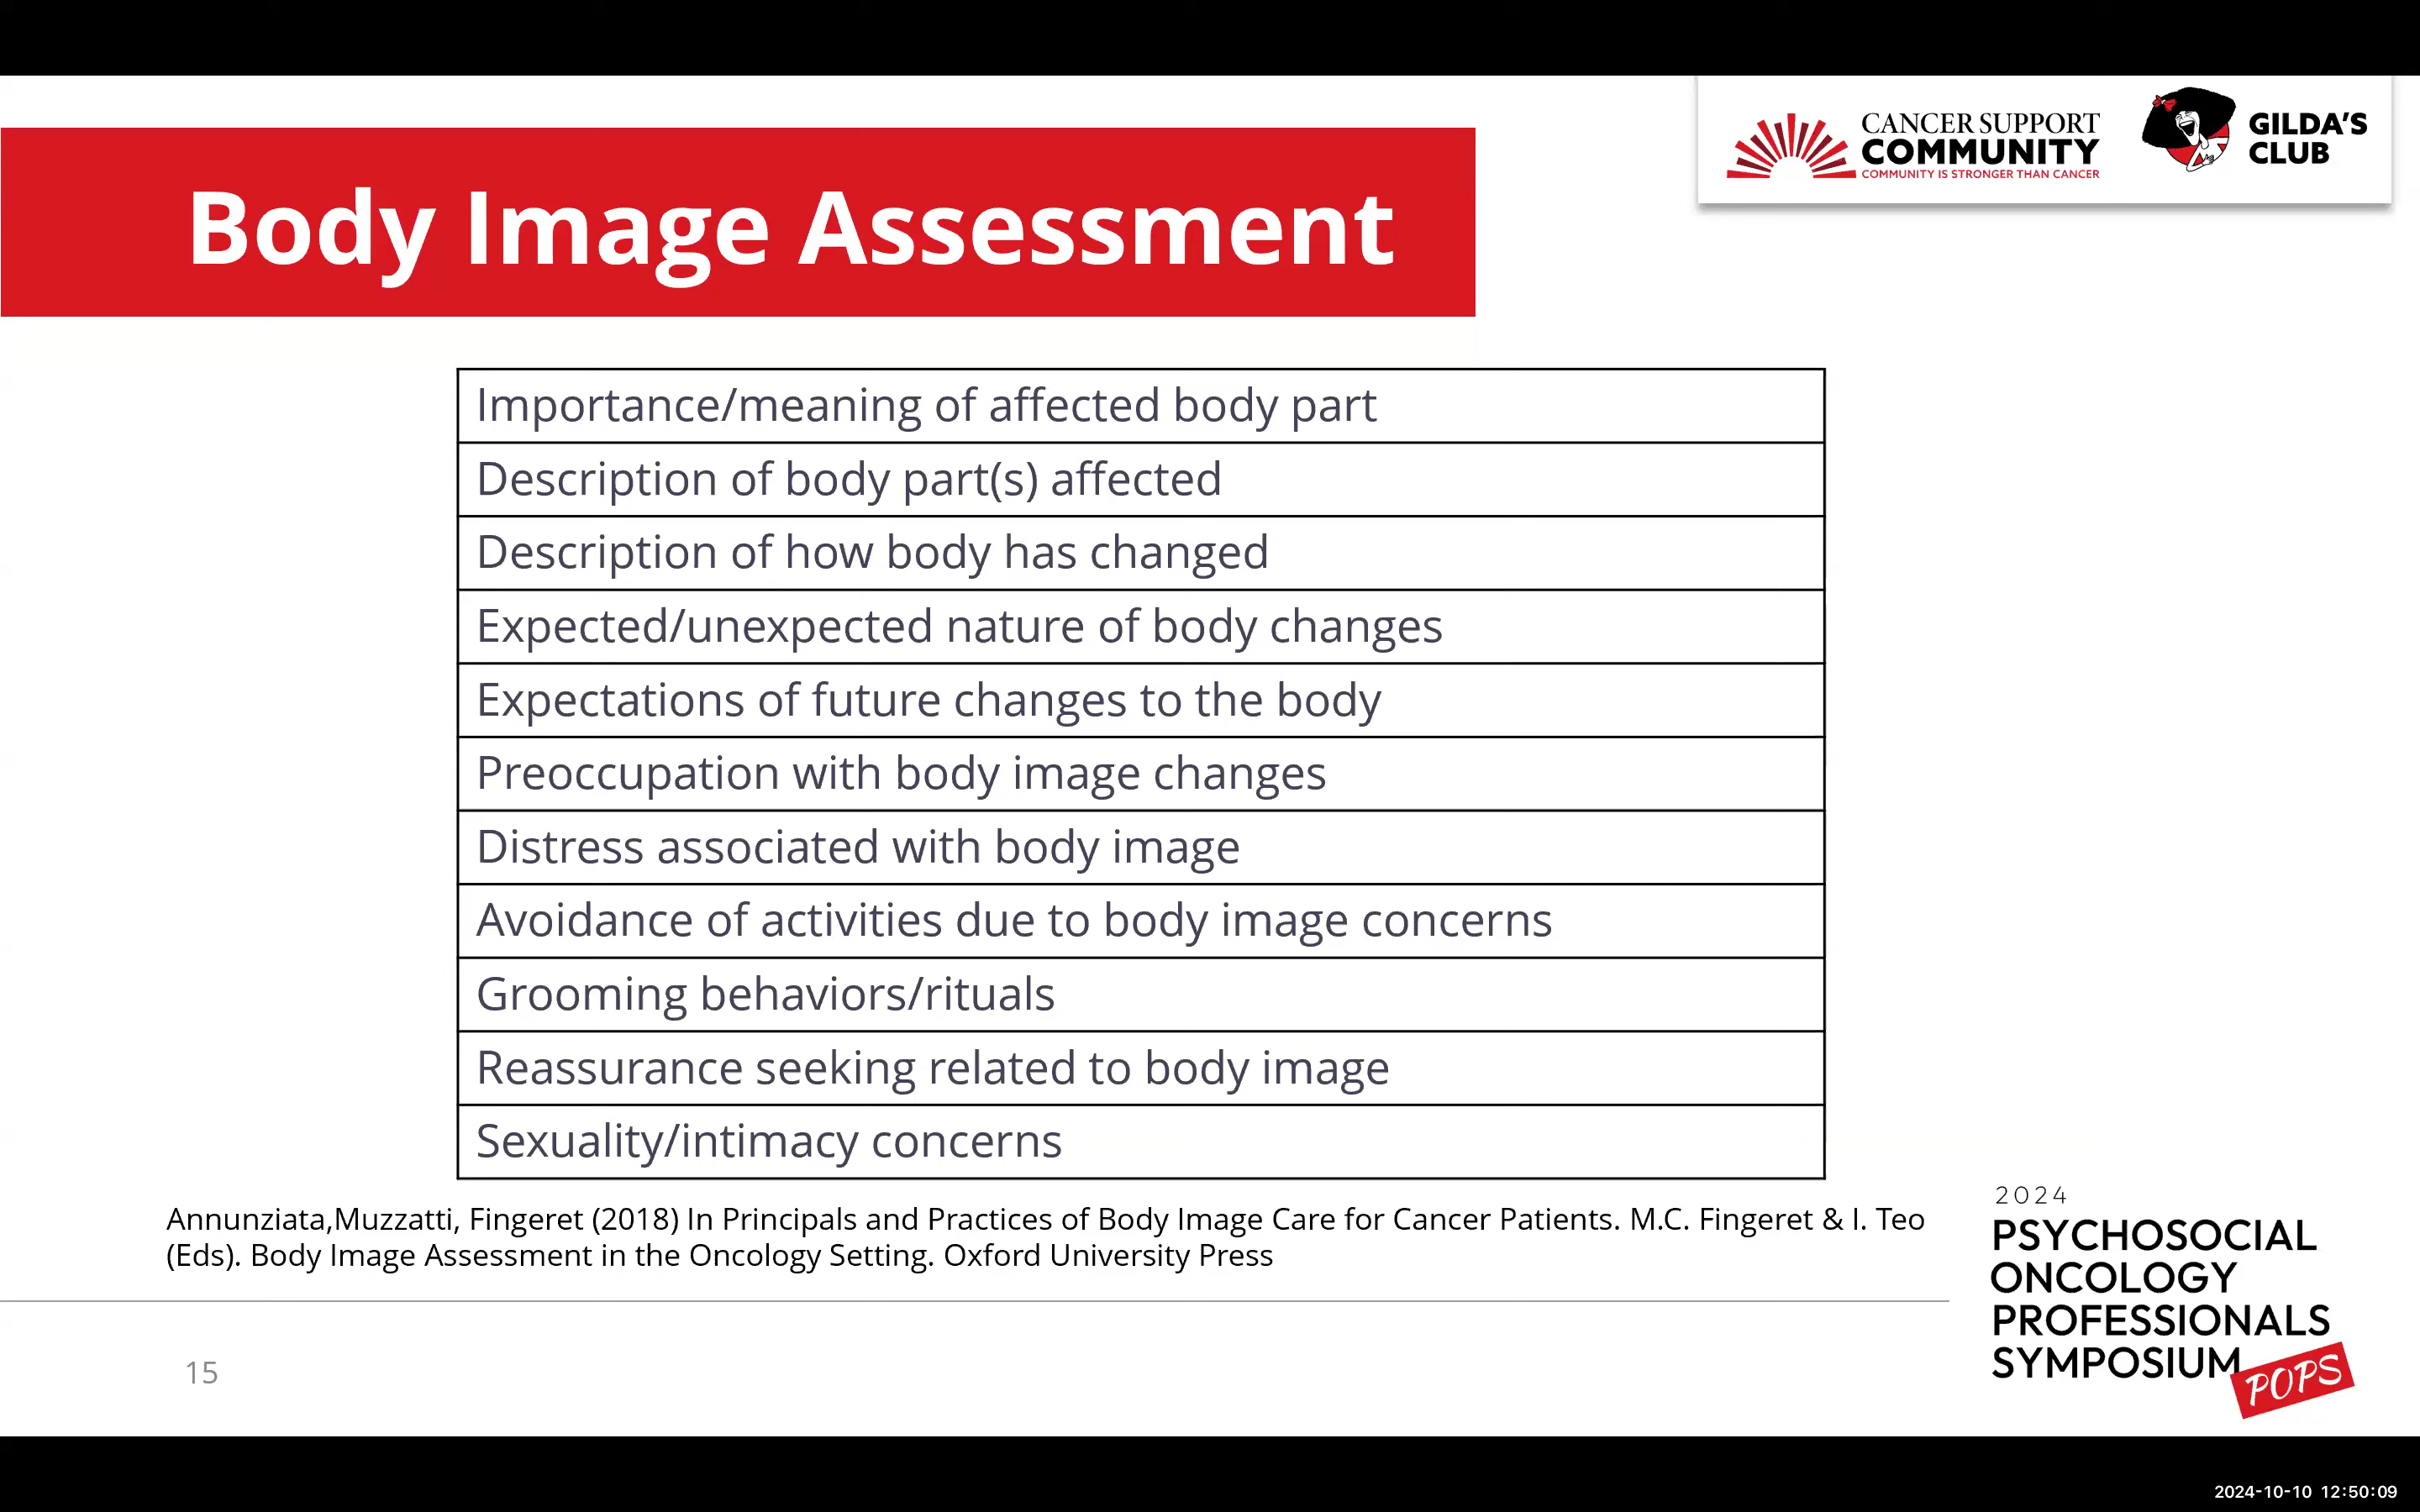 CANCER SUPPORT
COMMUNITY
COMMUNITY IS STRONGER THAN CANCER
GILDA'S
CLUB
Body Image Assessment
Importance/meaning of affected body part
Description of body part(s) affected
Description of how body has changed
Expected/unexpected nature of body changes
Expectations of future changes to the body
Preoccupation with body image changes
Distress associated with body image
Avoidance of activities due to body image concerns
Grooming behaviors/rituals
Reassurance seeking related to body image
Sexuality/intimacy concerns
Annunziata,Muzzatti, Fingeret (2018) In Principals and Practices of Body Image Care for Cancer Patients. M.C. Fingeret & I. Teo
(Eds). Body Image Assessment in the Oncology Setting. Oxford University Press
2024
PSYCHOSOCIAL
ONCOLOGY
PROFESSIONALS
SYMPOSIUM
POPS
15
2024-10-10 12:50:09